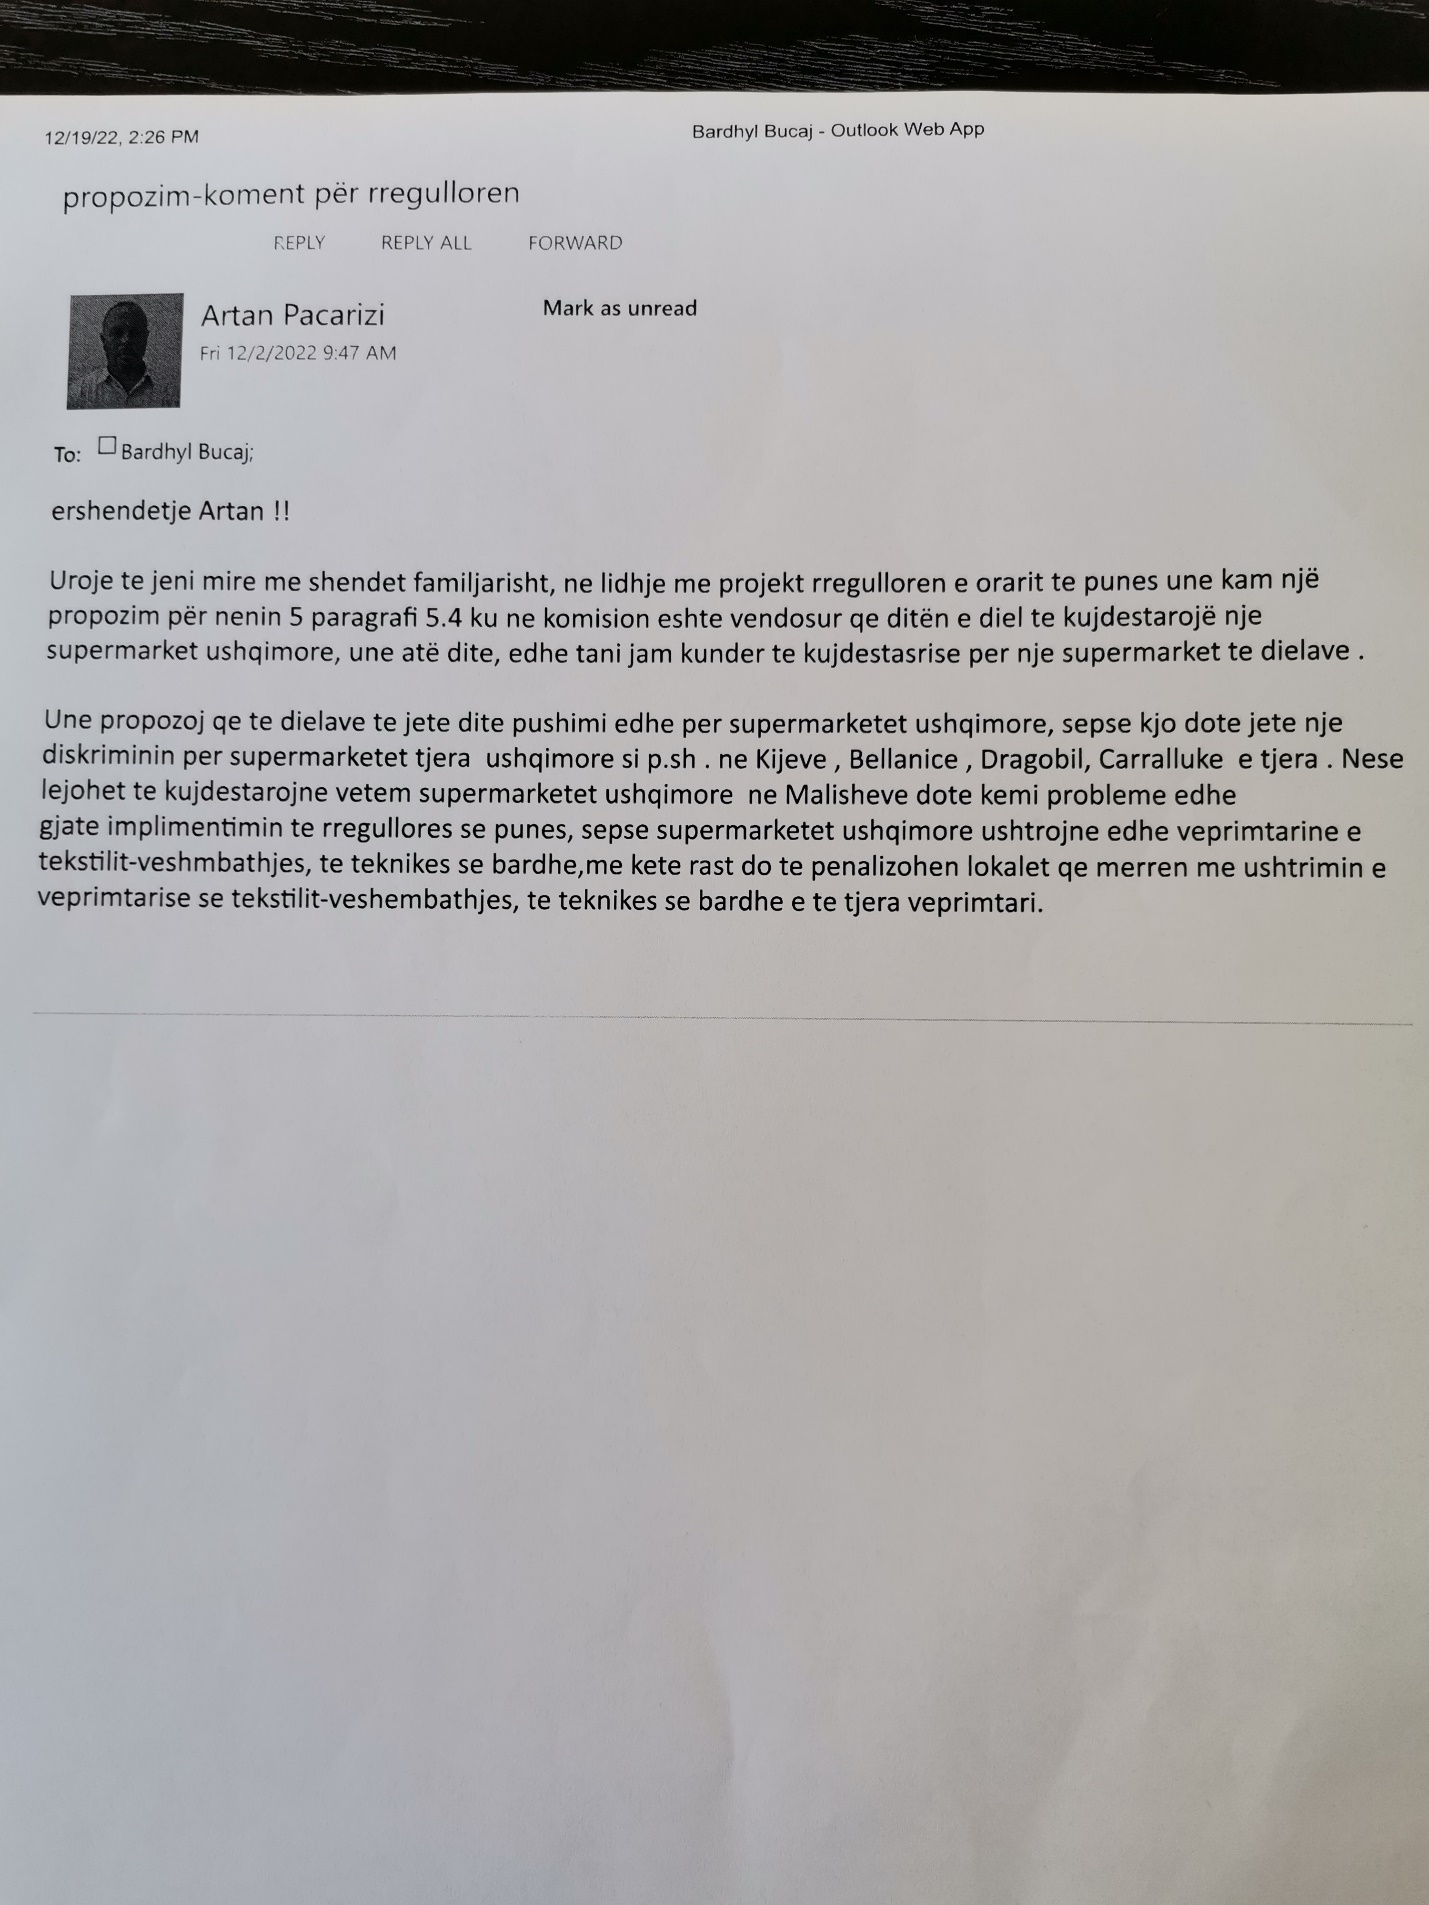 12/19/22, 2:26 PM
Bardhyl Bucaj - Outlook Web App
propozim-koment për rregulloren
REPLY REPLY ALL FORWARD
Artan Pacarizi
Mark as unread
Fri 12/2/2022 9:47 AM
To: Bardhyl Bucaj;
ershendetje Artan !!
Uroje te jeni mire me shendet familjarisht, ne lidhje me projekt rregulloren e orarit te punes une kam një
propozim për nenin 5 paragrafi 5.4 ku ne komision eshte vendosur qe ditën e diel te kujdestarojë nje
supermarket ushqimore, une atë dite, edhe tani jam kunder te kujdestasrise per nje supermarket te dielave .
Une propozoj qe te dielave te jete dite pushimi edhe per supermarketet ushqimore, sepse kjo dote jete nje
diskriminin per supermarketet tjera ushqimore si p.sh . ne Kijeve , Bellanice , Dragobil, Carralluke e tjera . Nese
lejohet te kujdestarojne vetem supermarketet ushqimore ne Malisheve dote kemi probleme edhe
gjate implimentimin te rregullores se punes, sepse supermarketet ushqimore ushtrojne edhe veprimtarine e
tekstilit-veshmbathjes, te teknikes se bardhe,me kete rast do te penalizohen lokalet qe merren me ushtrimin e
veprimtarise se tekstilit-veshembathjes, te teknikes se bardhe e te tjera veprimtari.